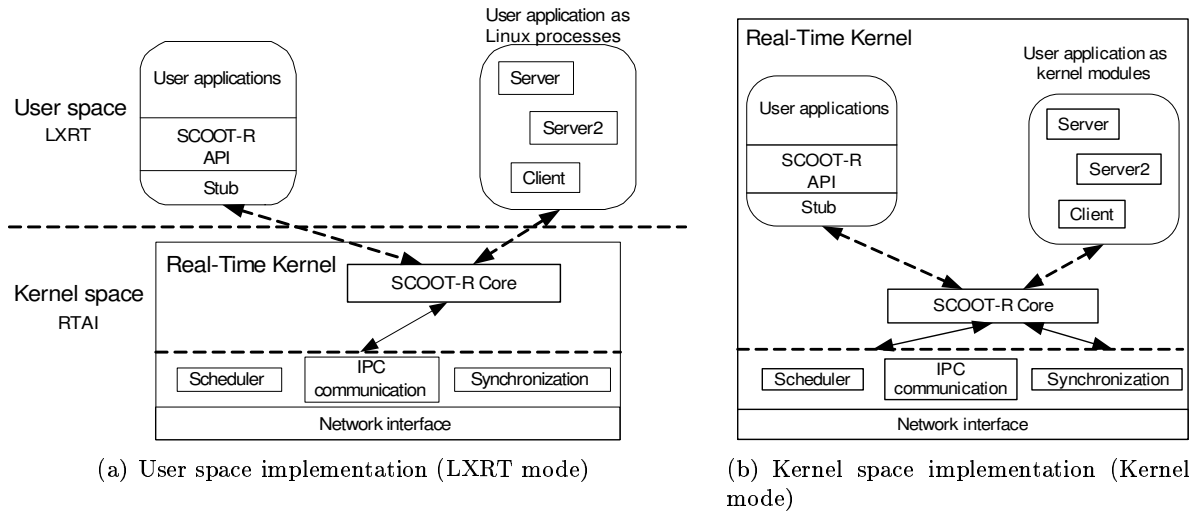 User application as
Linux processes
User applications
SCOOT-R
API
Stub
Server
Server2
Client
User space
LXRT
Kernel space
RTAI
Real-Time Kernel
SCOOT-R Core
Scheduler
IPC
communication
Synchronization
Network interface
(a) User space implementation (LXRT mode)
Real-Time Kernel
User application as
kernel modules
User applications
SCOOT-R
API
Stub
Server
Server2
Client
SCOOT-R Core
Scheduler
IPC
communication
Synchronization
Network interface
(b) Kernel space implementation (Kernel
mode)